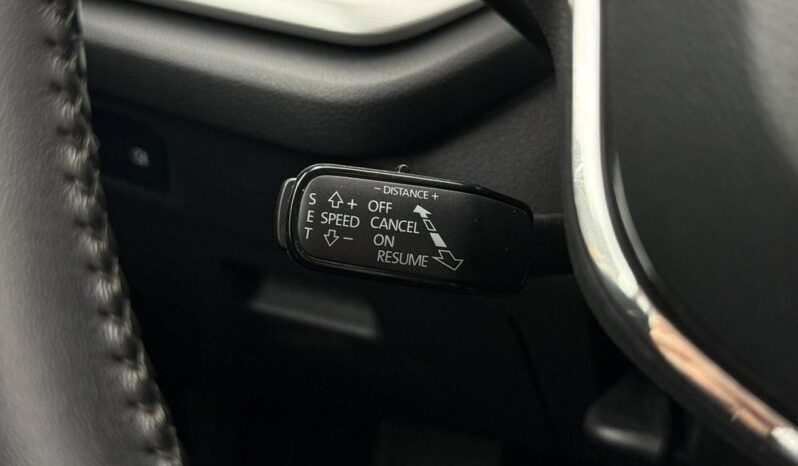 – DISTANCE +
S + OFF
E SPEED CANCEL
T – ON
RESUME